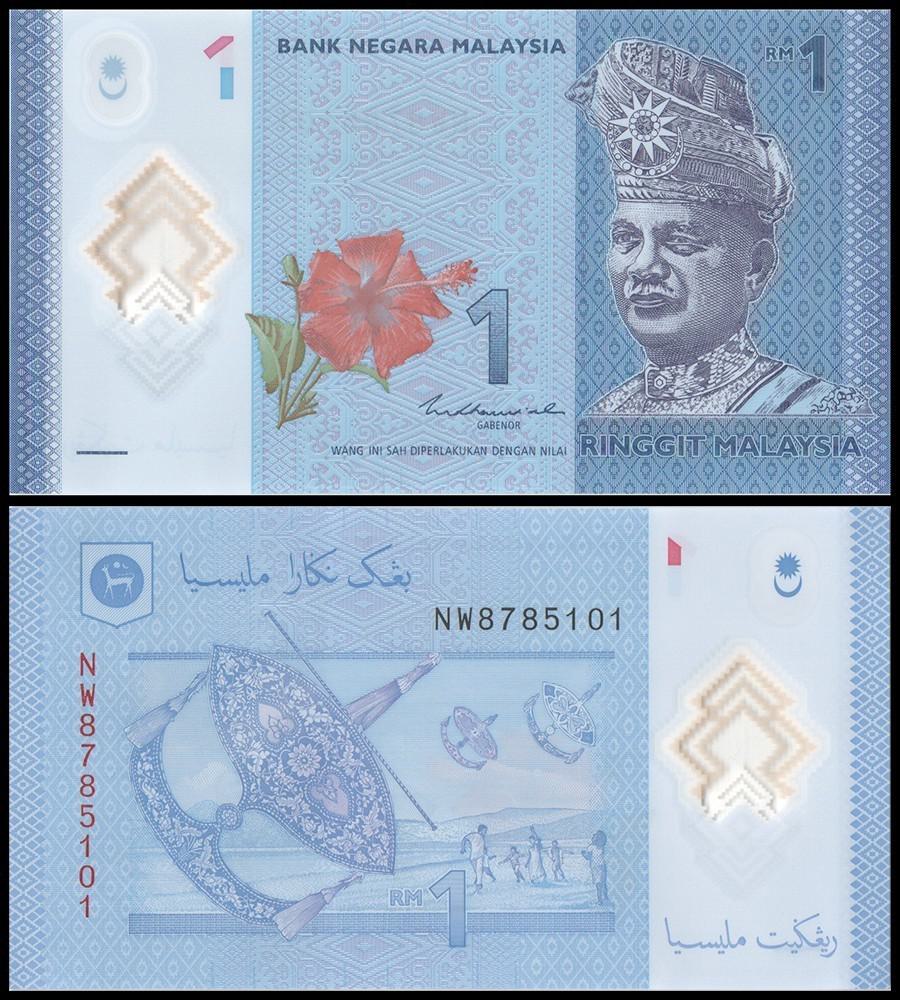 1
BANK NEGARA MALAYSIA
RM 1
1
GABENOR
WANG INI SAH DIPERLAKUKAN DENGAN NILAI
RINGGIT MALAYSIA
بڠک نݢارا مليسيا
NW8785101
NW8785101
RM 1
ريڠݢيت مليسيا